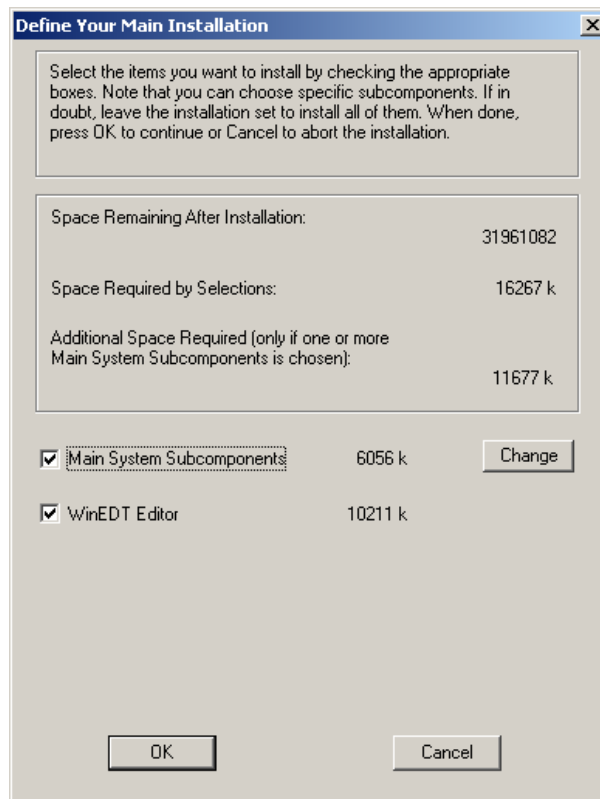 Define Your Main Installation
Select the items you want to install by checking the appropriate
boxes. Note that you can choose specific subcomponents. If in
doubt, leave the installation set to install all of them. When done,
press OK to continue or Cancel to abort the installation.
Space Remaining After Installation:
31961082
Space Required by Selections: 16267 k
Additional Space Required (only if one or more
Main System Subcomponents is chosen):
11677 k
Main System Subcomponents 6056 k Change
WinEDT Editor 10211 k
OK Cancel